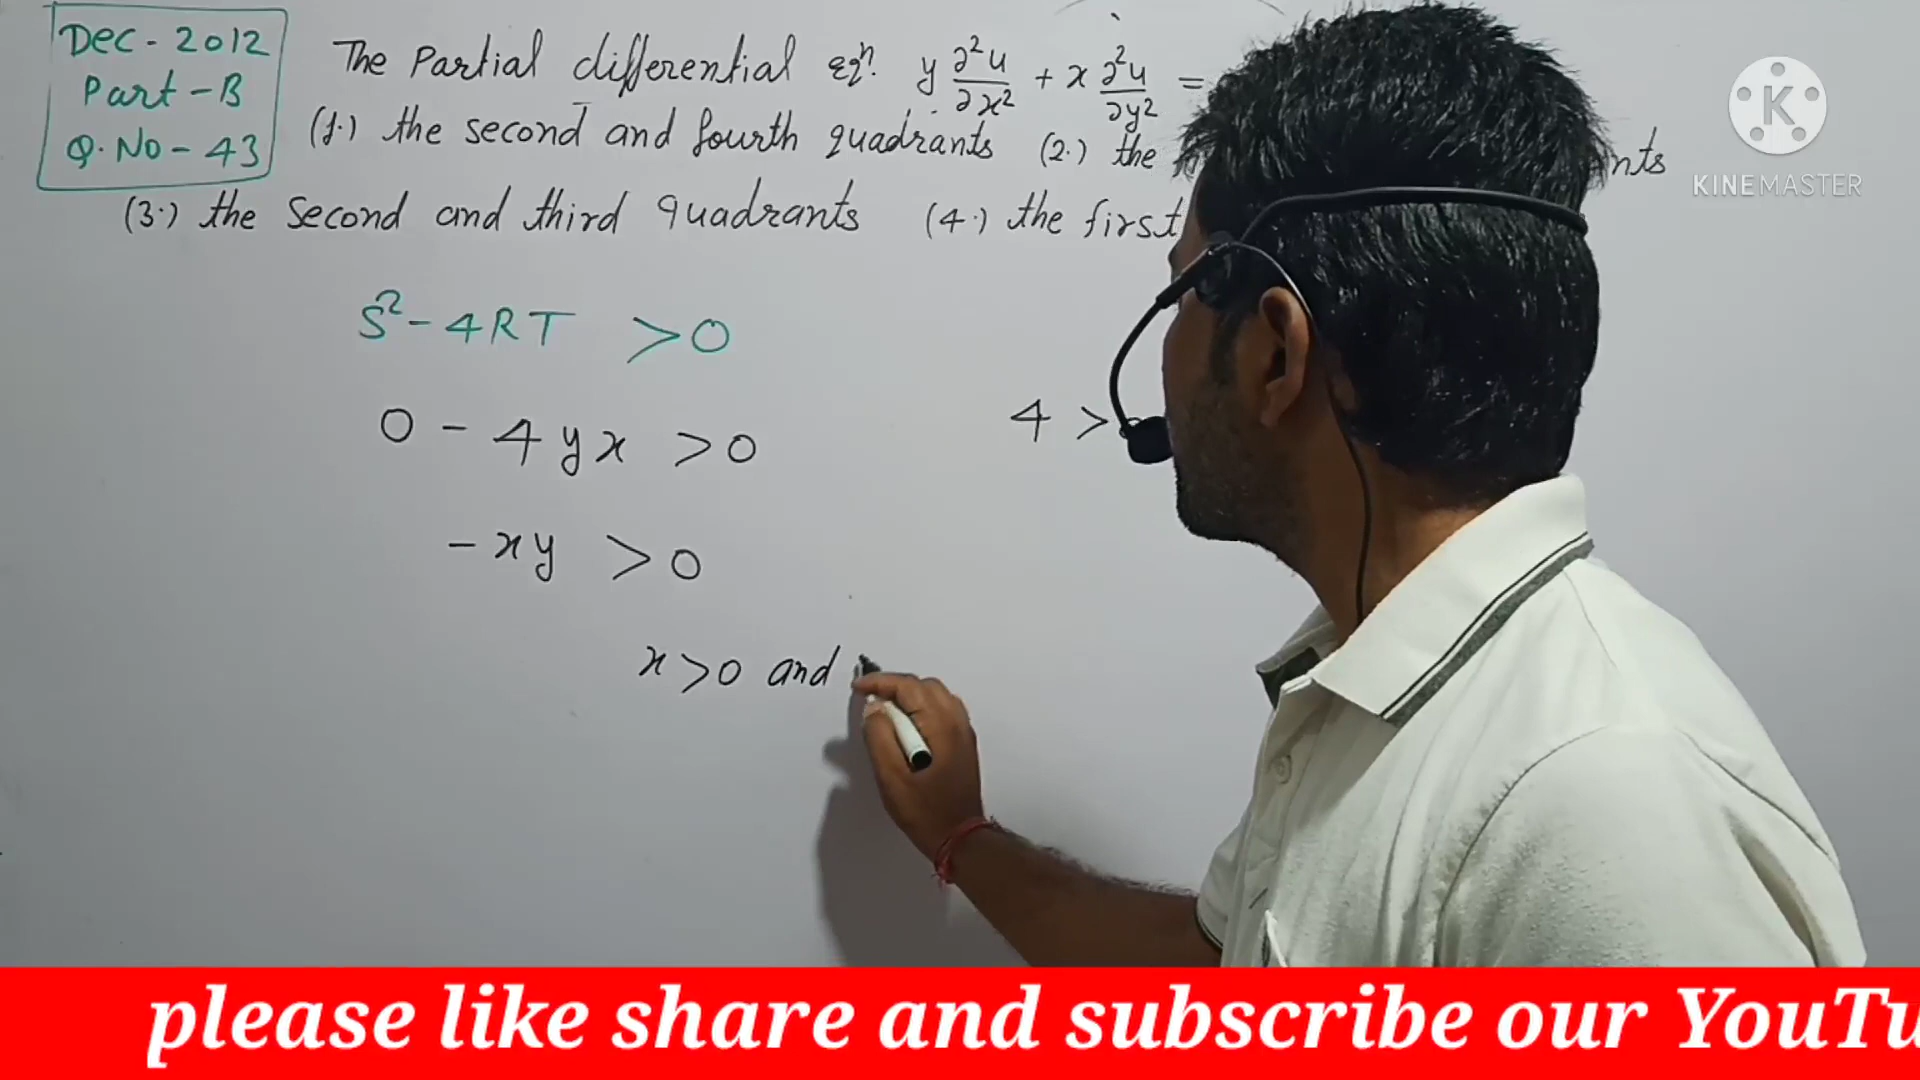 Dec - 2012
Part - B
Q. No - 43
The Partial differential eqⁿ. y ∂²u/∂x² + x ∂²u/∂y² =
(1.) the second and fourth quadrants (2.) the nts
(3.) the second and third quadrants (4.) the first
S² - 4RT > 0
0 - 4yx > 0
4 >
- xy > 0
x > 0 and
KINEMASTER
please like share and subscribe our YouTu